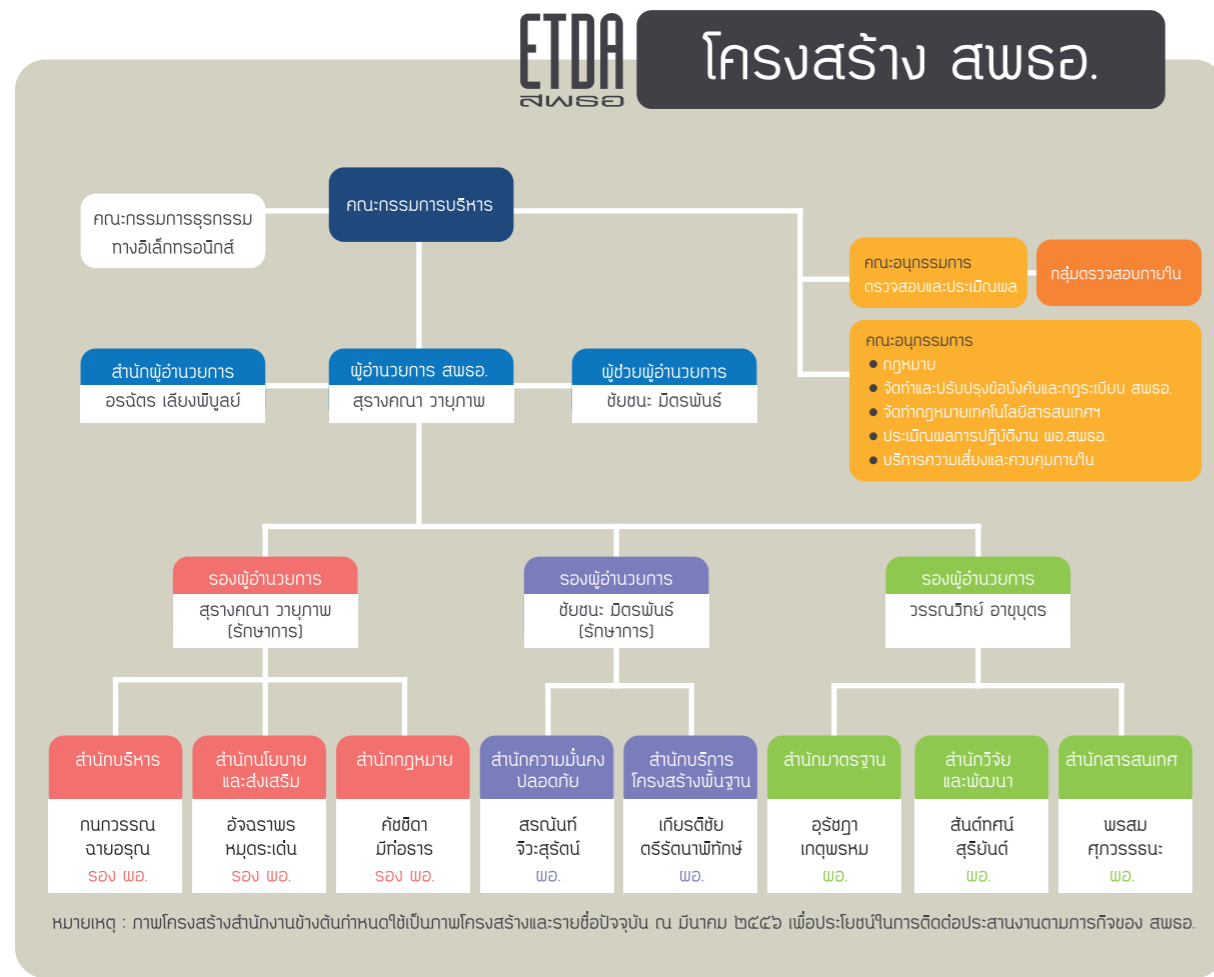 ETDA
สพธอ
โครงสร้าง สพธอ.
คณะกรรมการบริหาร
คณะกรรมการธุรกรรม
ทางอิเล็กทรอนิกส์
คณะอนุกรรมการ
ตรวจสอบและประเมินผล
กลุ่มตรวจสอบภายใน
คณะอนุกรรมการ
● กฎหมาย
● จัดทำและปรับปรุงข้อบังคับและกฎระเบียบ สพธอ.
● จัดทำกฎหมายเทคโนโลยีสารสนเทศฯ
● ประเมินผลการปฏิบัติงาน ผอ.สพธอ.
● บริการความเสี่ยงและควบคุมภายใน
สำนักผู้อำนวยการ
อรฉัตร เลียงพิบูลย์
ผู้อำนวยการ สพธอ.
สุรางคณา วายุภาพ
ผู้ช่วยผู้อำนวยการ
ชัยชนะ มิตรพันธ์
รองผู้อำนวยการ
สุรางคณา วายุภาพ
(รักษาการ)
รองผู้อำนวยการ
ชัยชนะ มิตรพันธ์
(รักษาการ)
รองผู้อำนวยการ
วรรณวิทย์ อาขุบุตร
สำนักบริหาร
กนกวรรณ
ฉายอรุณ
รอง ผอ.
สำนักนโยบาย
และส่งเสริม
อัจฉราพร
หมุดระเด่น
รอง ผอ.
สำนักกฎหมาย
คัชชิดา
มีท่อธาร
รอง ผอ.
สำนักความมั่นคง
ปลอดภัย
สรณันท์
จิวะสุรัตน์
ผอ.
สำนักบริการ
โครงสร้างพื้นฐาน
เกียรติชัย
ตรีรัตนาพิทักษ์
ผอ.
สำนักมาตรฐาน
อุรัชฎา
เกตุพรหม
ผอ.
สำนักวิจัย
และพัฒนา
สันต์ทศน์
สุริยันต์
ผอ.
สำนักสารสนเทศ
พรสม
ศุภวรรธนะ
ผอ.
หมายเหตุ : ภาพโครงสร้างสำนักงานข้างต้นกำหนดใช้เป็นภาพโครงสร้างและรายชื่อปัจจุบัน ณ มีนาคม ๒๕๕๖ เพื่อประโยชน์ในการติดต่อประสานงานตามภารกิจของ สพธอ.